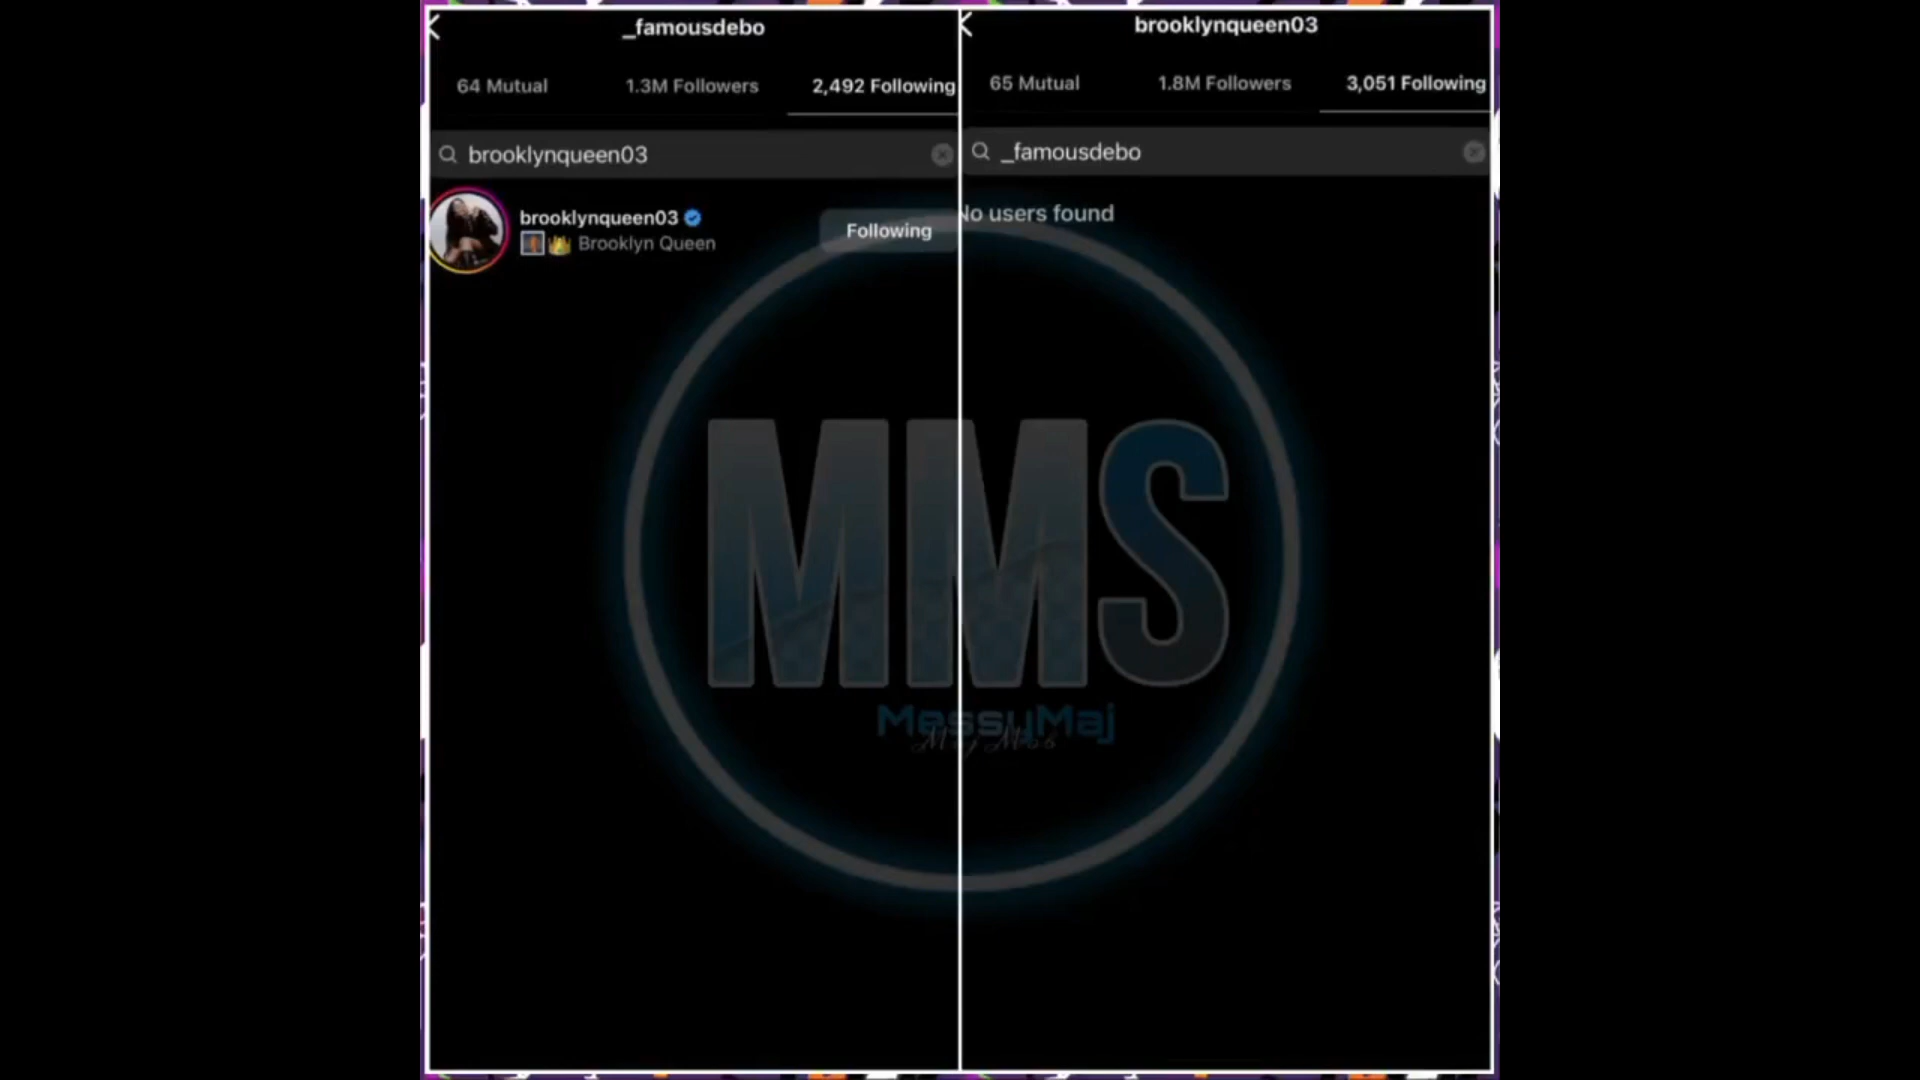 _famousdebo
64 Mutual 1.3M Followers 2,492 Following
brooklynqueen03
brooklynqueen03
Brooklyn Queen
Following
brooklynqueen03
65 Mutual 1.8M Followers 3,051 Following
_famousdebo
No users found
MMS
MessyMaj